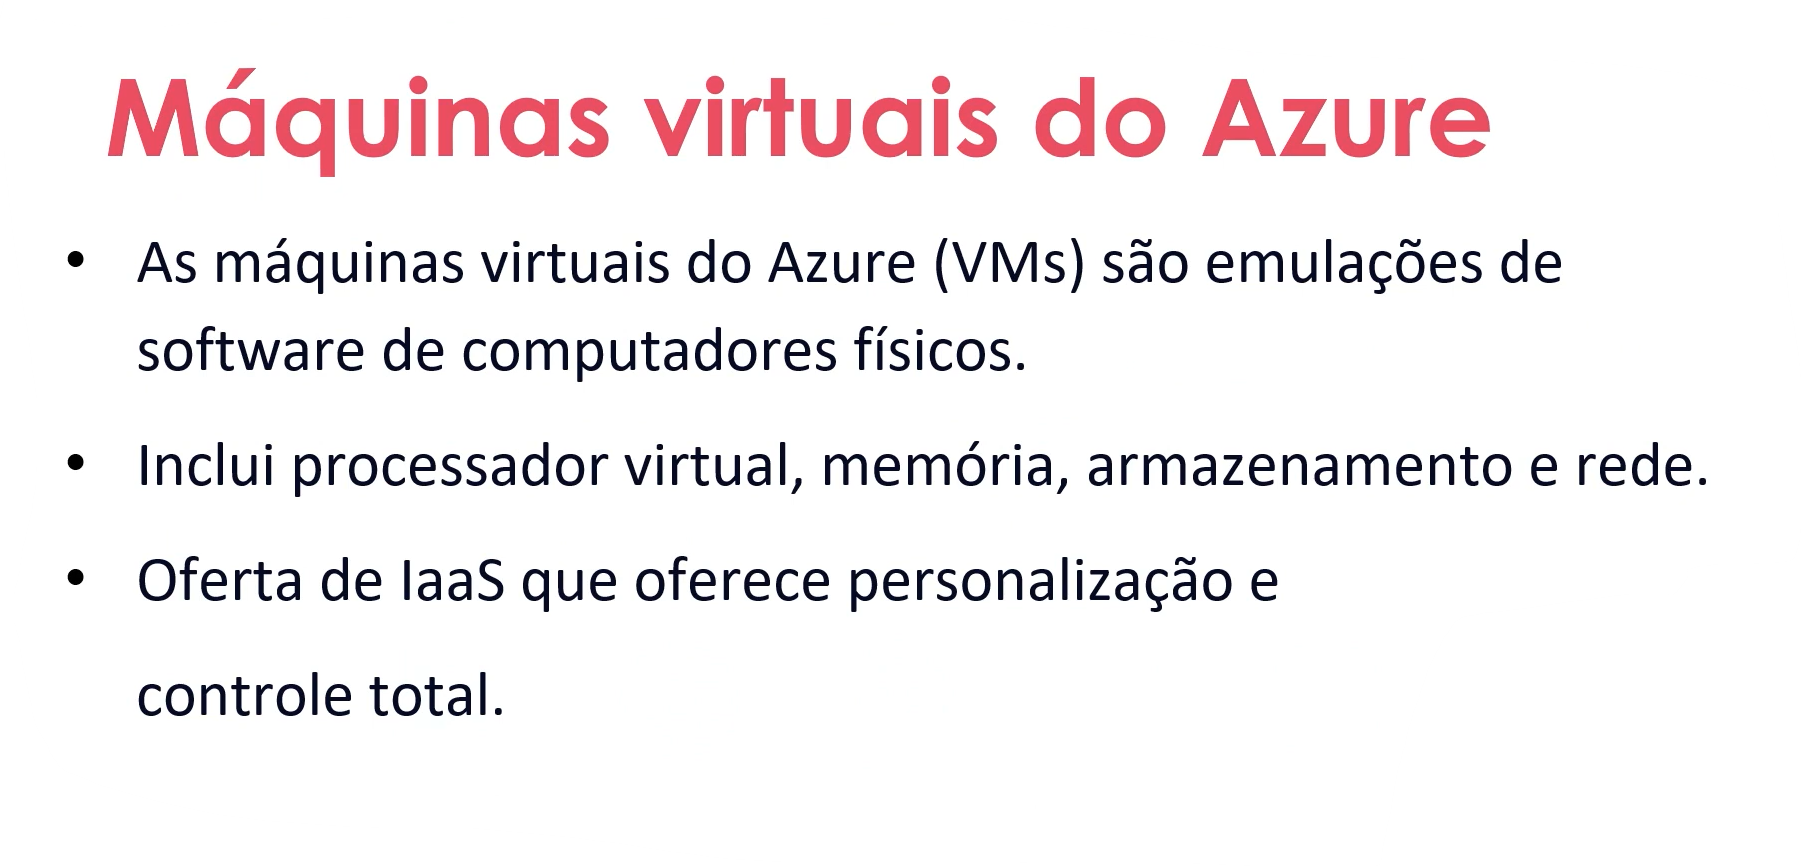 Máquinas virtuais do Azure
• As máquinas virtuais do Azure (VMs) são emulações de
software de computadores físicos.
• Inclui processador virtual, memória, armazenamento e rede.
• Oferta de IaaS que oferece personalização e
controle total.